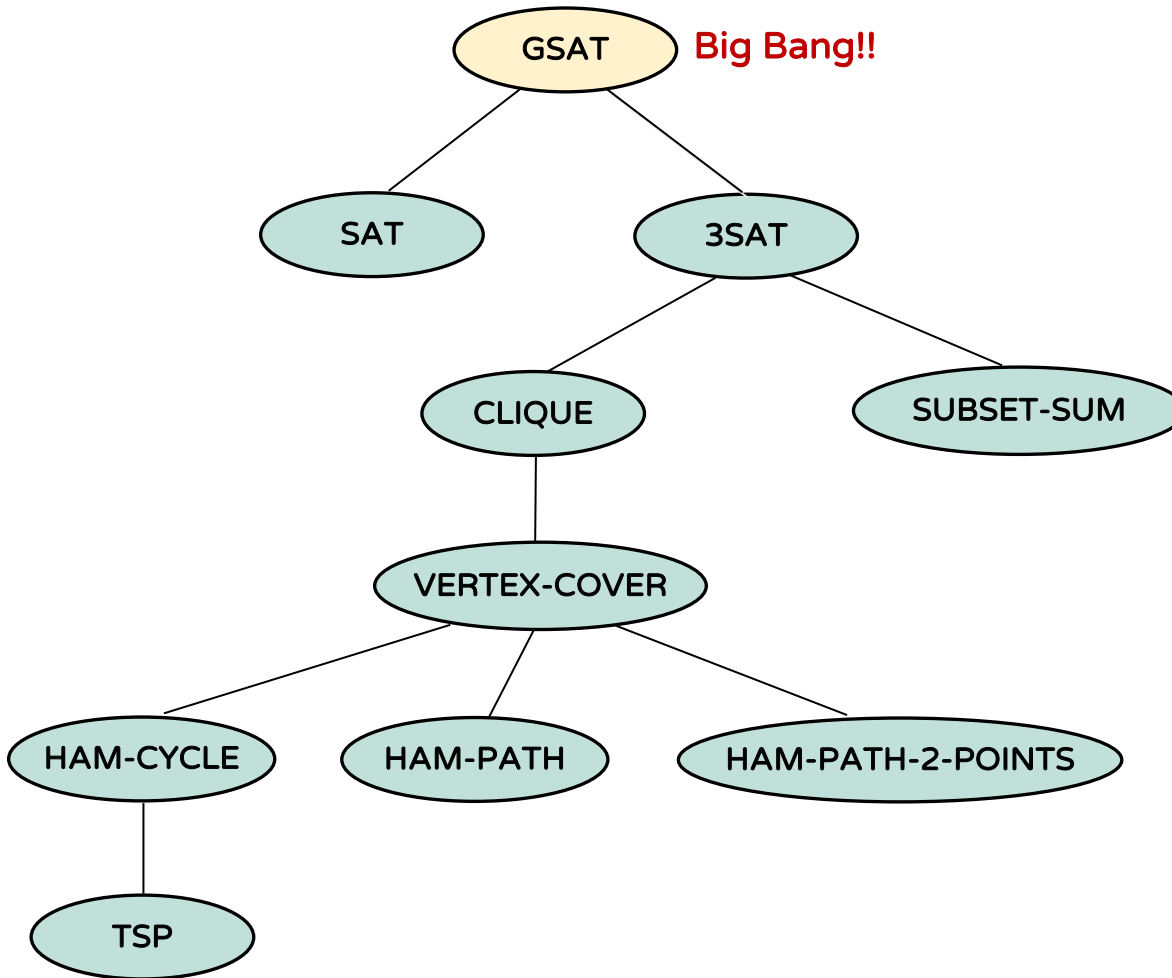 GSAT
Big Bang!!
SAT
3SAT
CLIQUE
SUBSET-SUM
VERTEX-COVER
HAM-CYCLE
HAM-PATH
HAM-PATH-2-POINTS
TSP